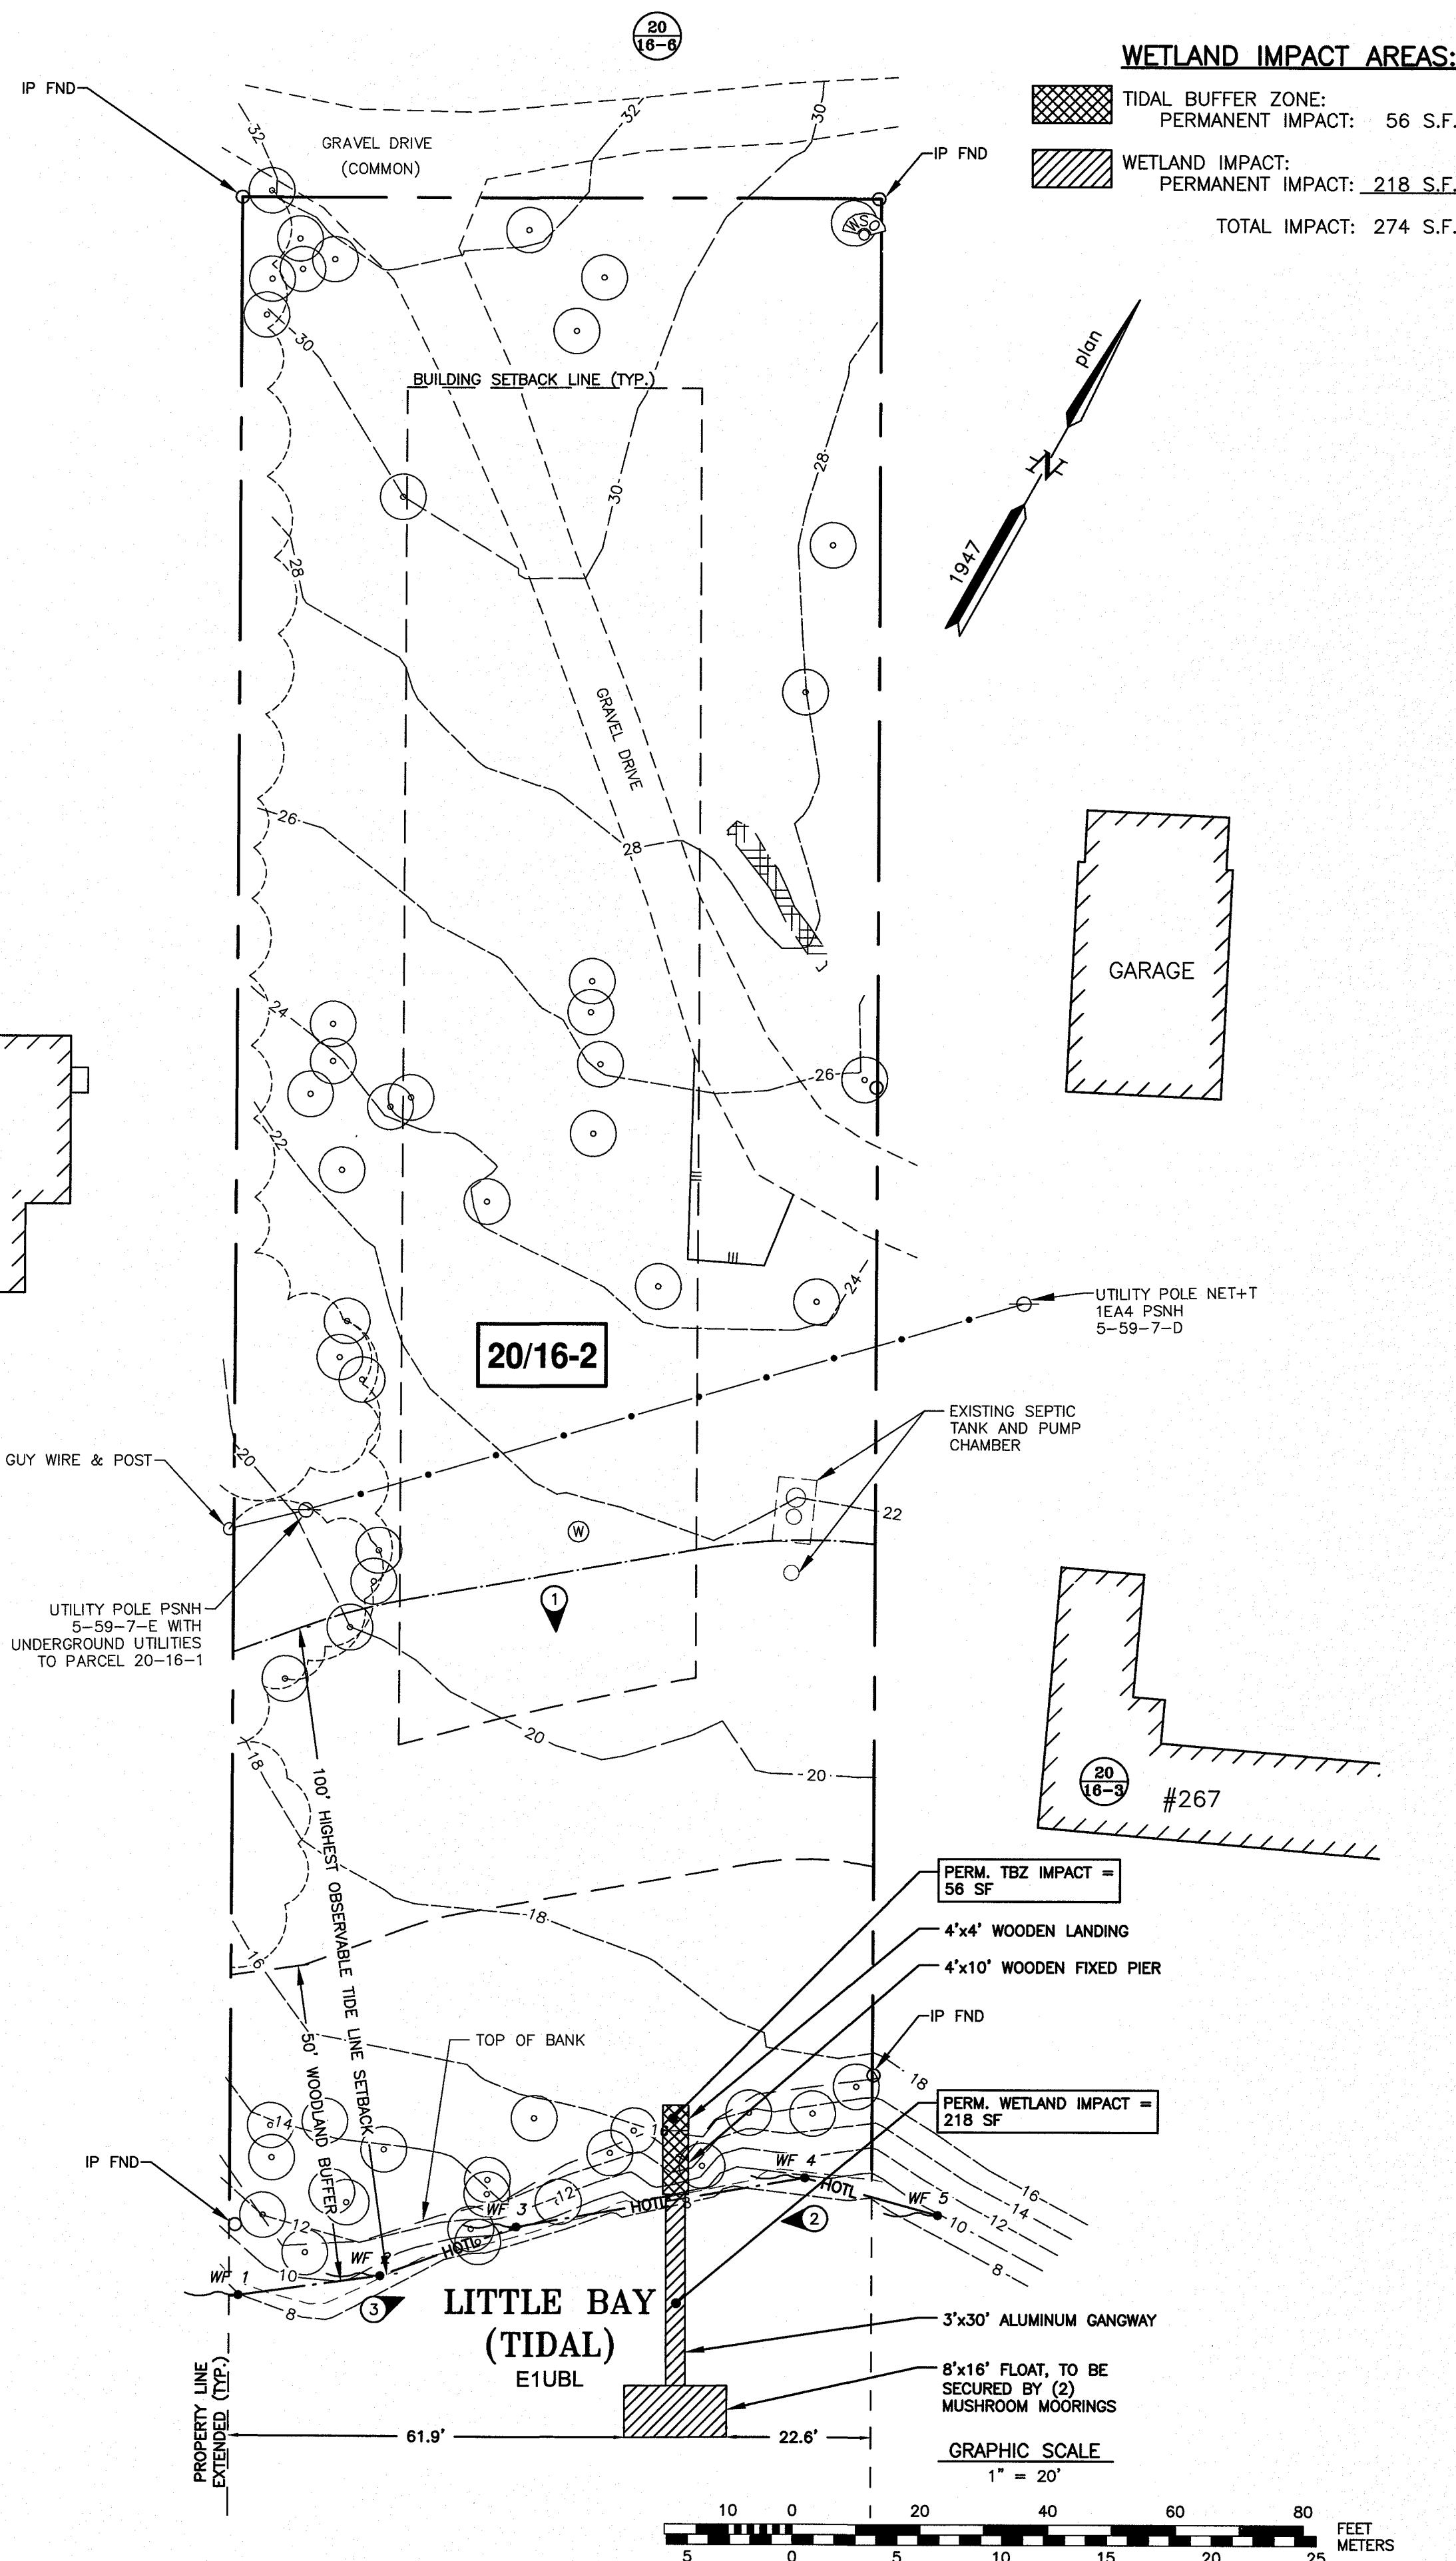 20
16-6
WETLAND IMPACT AREAS:
TIDAL BUFFER ZONE:
PERMANENT IMPACT: 56 S.F.
WETLAND IMPACT:
PERMANENT IMPACT: 218 S.F.
TOTAL IMPACT: 274 S.F.
IP FND
GRAVEL DRIVE
(COMMON)
32
32
30
IP FND
WSO
30
BUILDING SETBACK LINE (TYP.)
plan
N
1947
28
30
28
GRAVEL DRIVE
26
28
GARAGE
24
26
22
24
UTILITY POLE NET+T
1EA4 PSNH
5-59-7-D
20/16-2
EXISTING SEPTIC
TANK AND PUMP
CHAMBER
20
GUY WIRE & POST
22
W
1
UTILITY POLE PSNH
5-59-7-E WITH
UNDERGROUND UTILITIES
TO PARCEL 20-16-1
20
18
20
20
16-3
#267
100' HIGHEST OBSERVABLE TIDE LINE SETBACK
PERM. TBZ IMPACT =
56 SF
18
4'x4' WOODEN LANDING
16
4'x10' WOODEN FIXED PIER
IP FND
TOP OF BANK
50' WOODLAND BUFFER
18
PERM. WETLAND IMPACT =
218 SF
14
IP FND
WF 4
HOTL
WF 5
16
14
12
10
8
12
HOTL
8
WF 3
2
12
HOTL
WF 2
10
WF 1
8
3
LITTLE BAY
(TIDAL)
E1UBL
3'x30' ALUMINUM GANGWAY
8'x16' FLOAT, TO BE
SECURED BY (2)
MUSHROOM MOORINGS
PROPERTY LINE
EXTENDED (TYP.)
61.9'
22.6'
GRAPHIC SCALE
1" = 20'
10 0 20 40 60 80
FEET
METERS
5 0 5 10 15 20 25